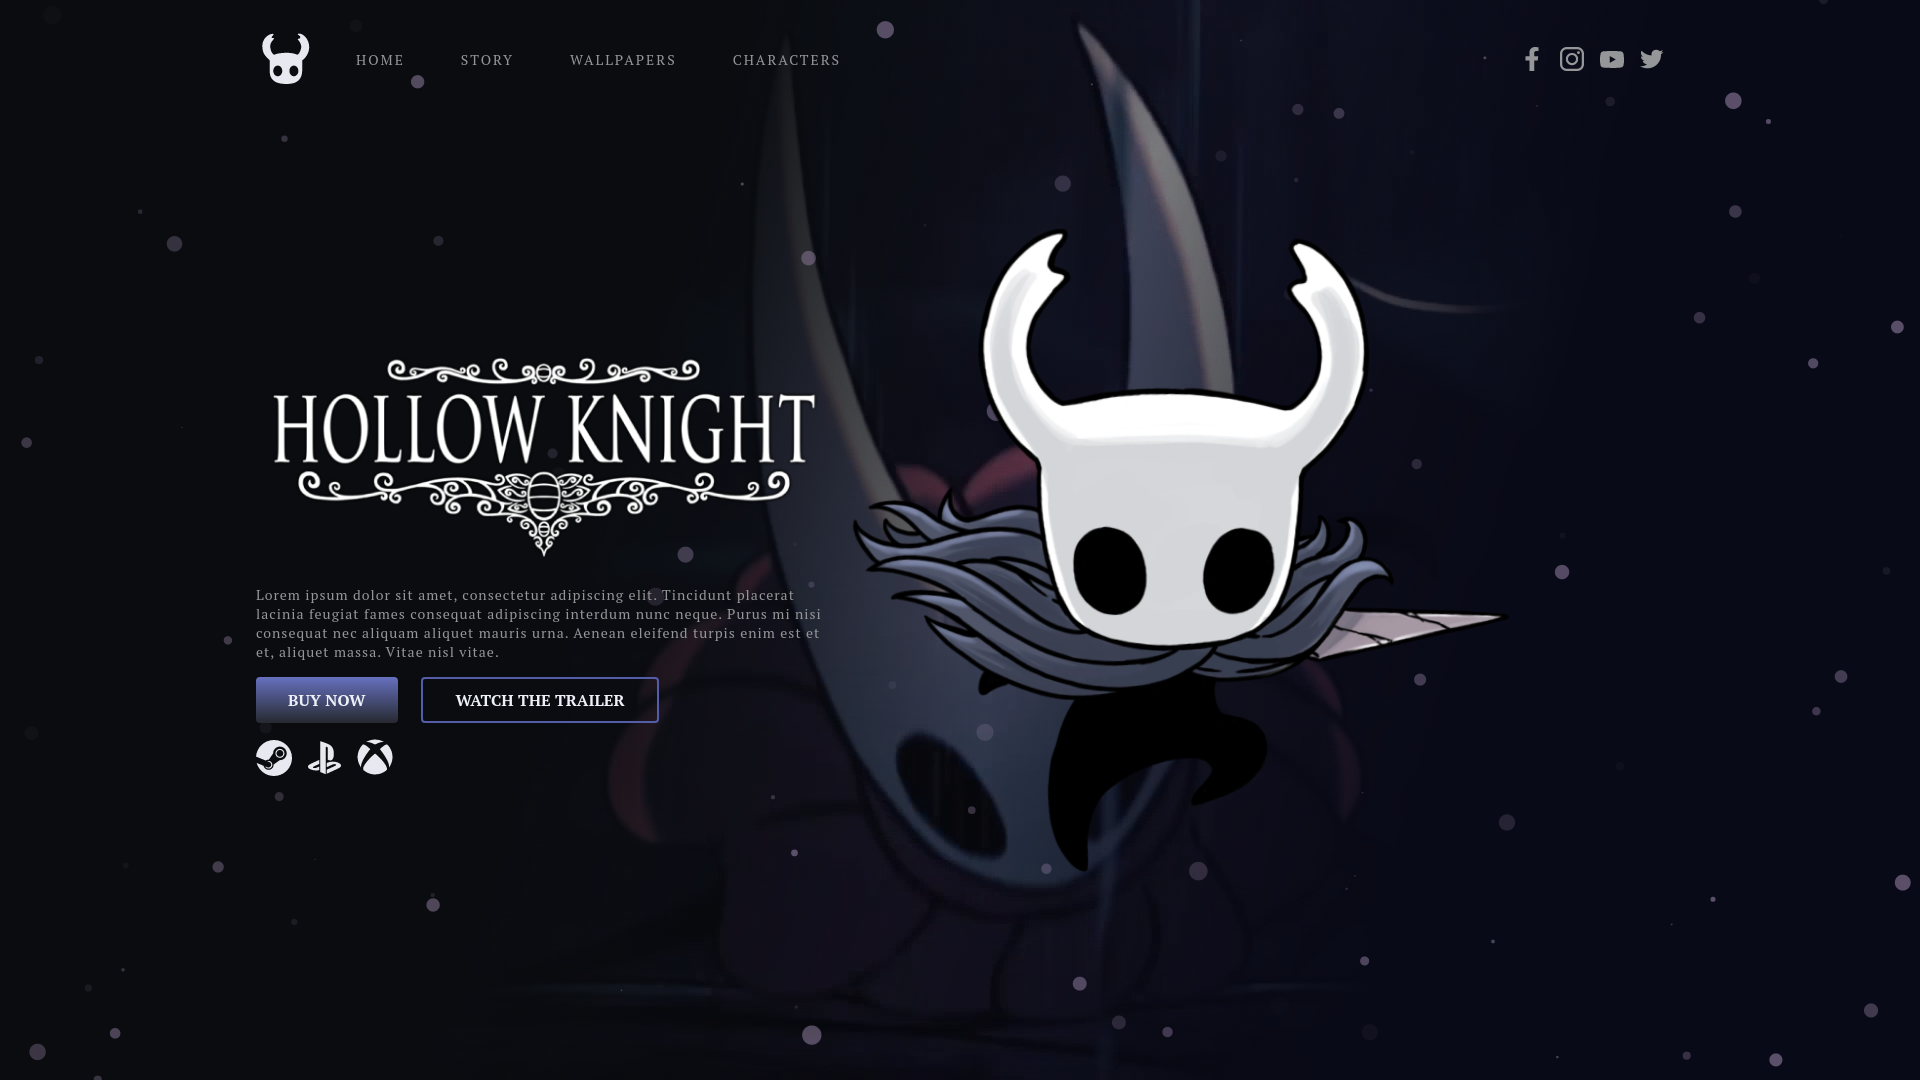 HOME
STORY
WALLPAPERS
CHARACTERS
HOLLOW KNIGHT
Lorem ipsum dolor sit amet, consectetur adipiscing elit. Tincidunt placerat
lacinia feugiat fames consequat adipiscing interdum nunc neque. Purus mi nisi
consequat nec aliquam aliquet mauris urna. Aenean eleifend turpis enim est et
et, aliquet massa. Vitae nisl vitae.
BUY NOW
WATCH THE TRAILER